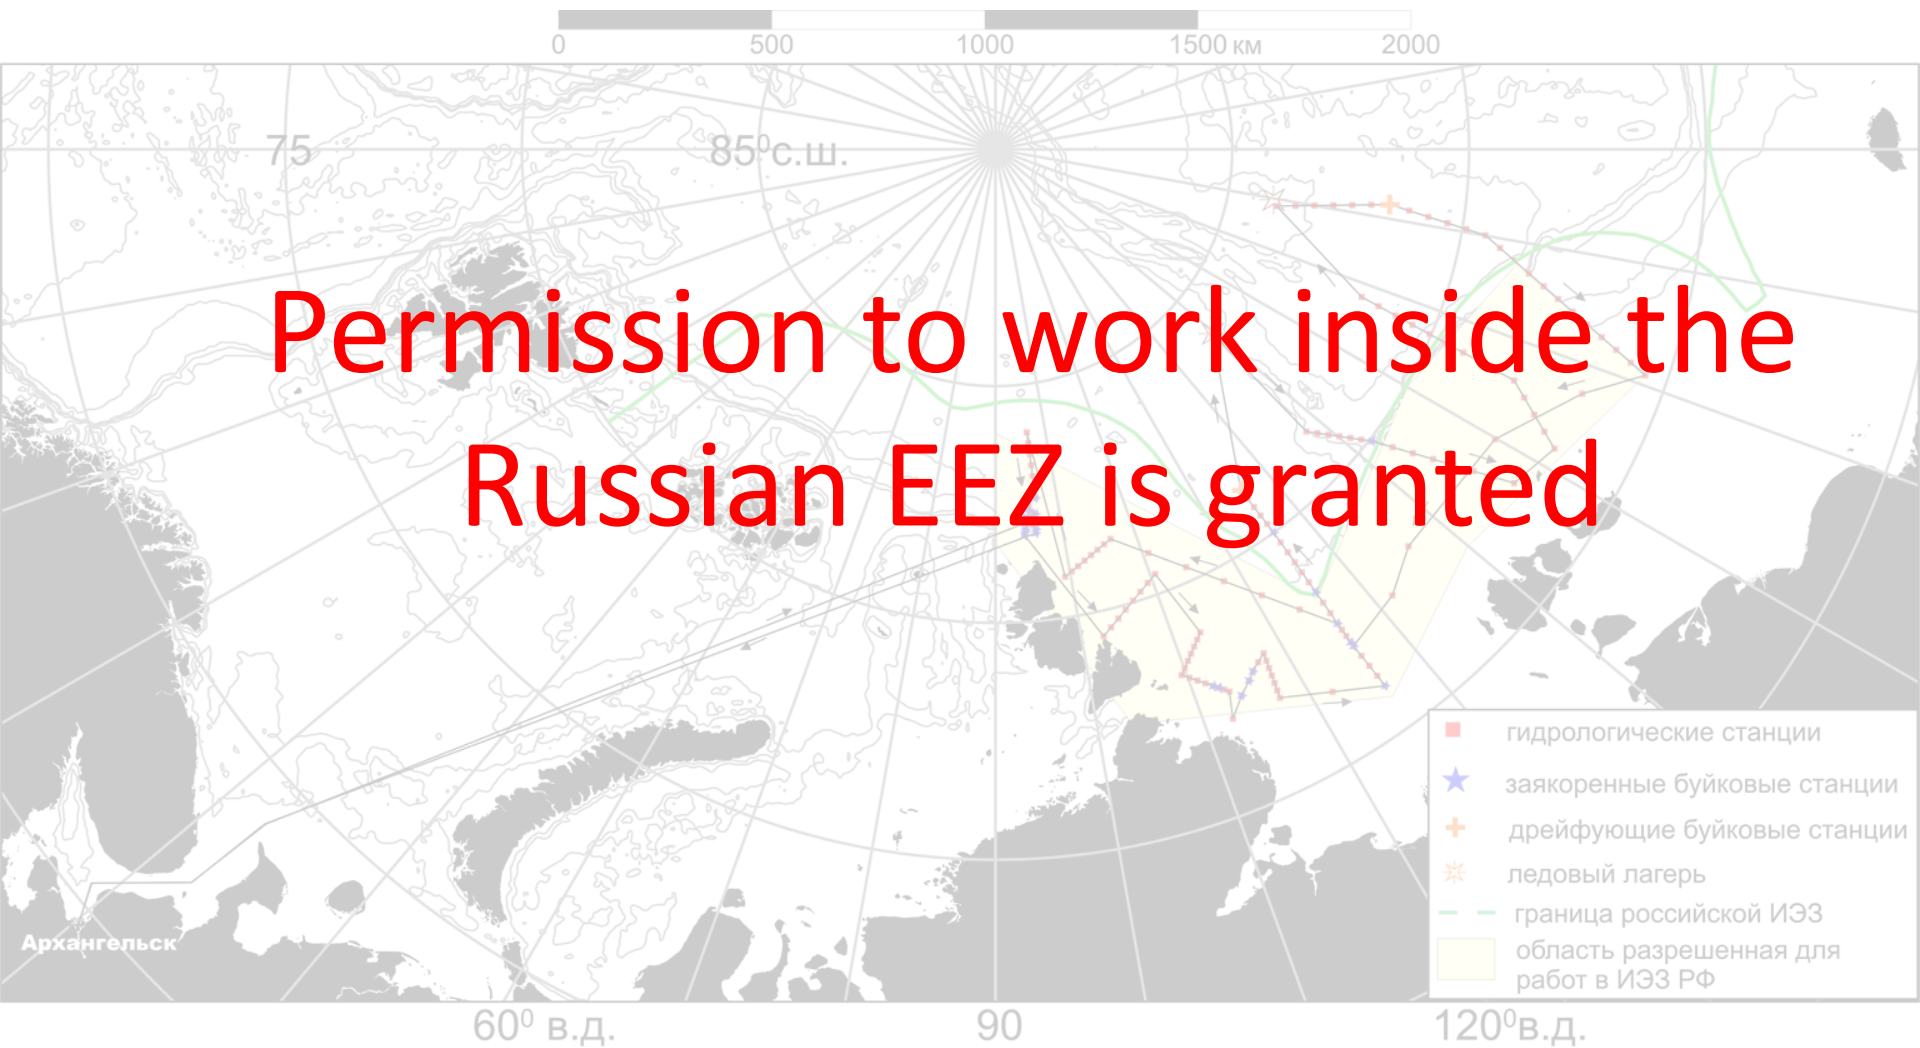 0 500 1000 1500 км 2000
75 85⁰с.ш.
Permission to work inside the
Russian EEZ is granted
гидрологические станции
заякоренные буйковые станции
дрейфующие буйковые станции
ледовый лагерь
граница российской ИЭЗ
область разрешенная для
работ в ИЭЗ РФ
Архангельск
60⁰ в.д. 90 120⁰в.д.